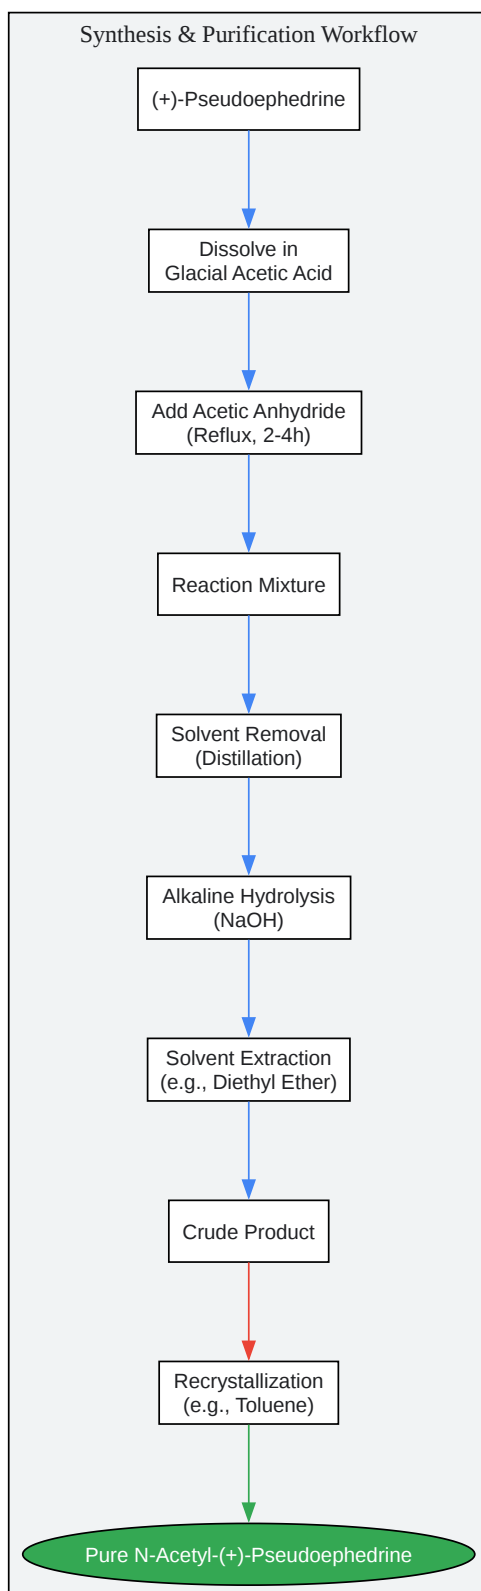 Synthesis & Purification Workflow
(+)-Pseudoephedrine
Dissolve in
Glacial Acetic Acid
Add Acetic Anhydride
(Reflux, 2-4h)
Reaction Mixture
Solvent Removal
(Distillation)
Alkaline Hydrolysis
(NaOH)
Solvent Extraction
(e.g., Diethyl Ether)
Crude Product
Recrystallization
(e.g., Toluene)
Pure N-Acetyl-(+)-Pseudoephedrine